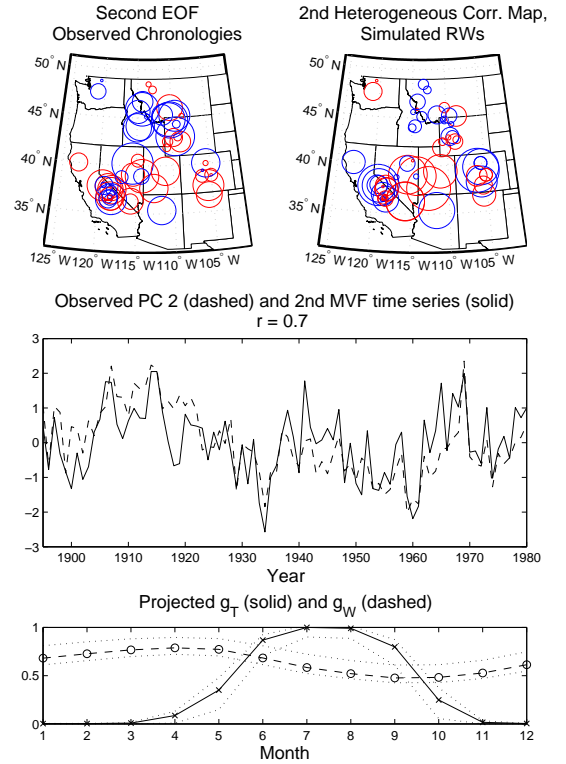 Second EOF
Observed Chronologies
2nd Heterogeneous Corr. Map,
Simulated RWs
50° N
45° N
40° N
35° N
125° W
120° W
115° W
110° W
105° W
50° N
45° N
40° N
35° N
125° W
120° W
115° W
110° W
105° W
Observed PC 2 (dashed) and 2nd MVF time series (solid)
r = 0.7
3
2
1
0
−1
−2
−3
1900 1910 1920 1930 1940 1950 1960 1970 1980
Year
Projected g_T (solid) and g_W (dashed)
1
0.5
0
1 2 3 4 5 6 7 8 9 10 11 12
Month